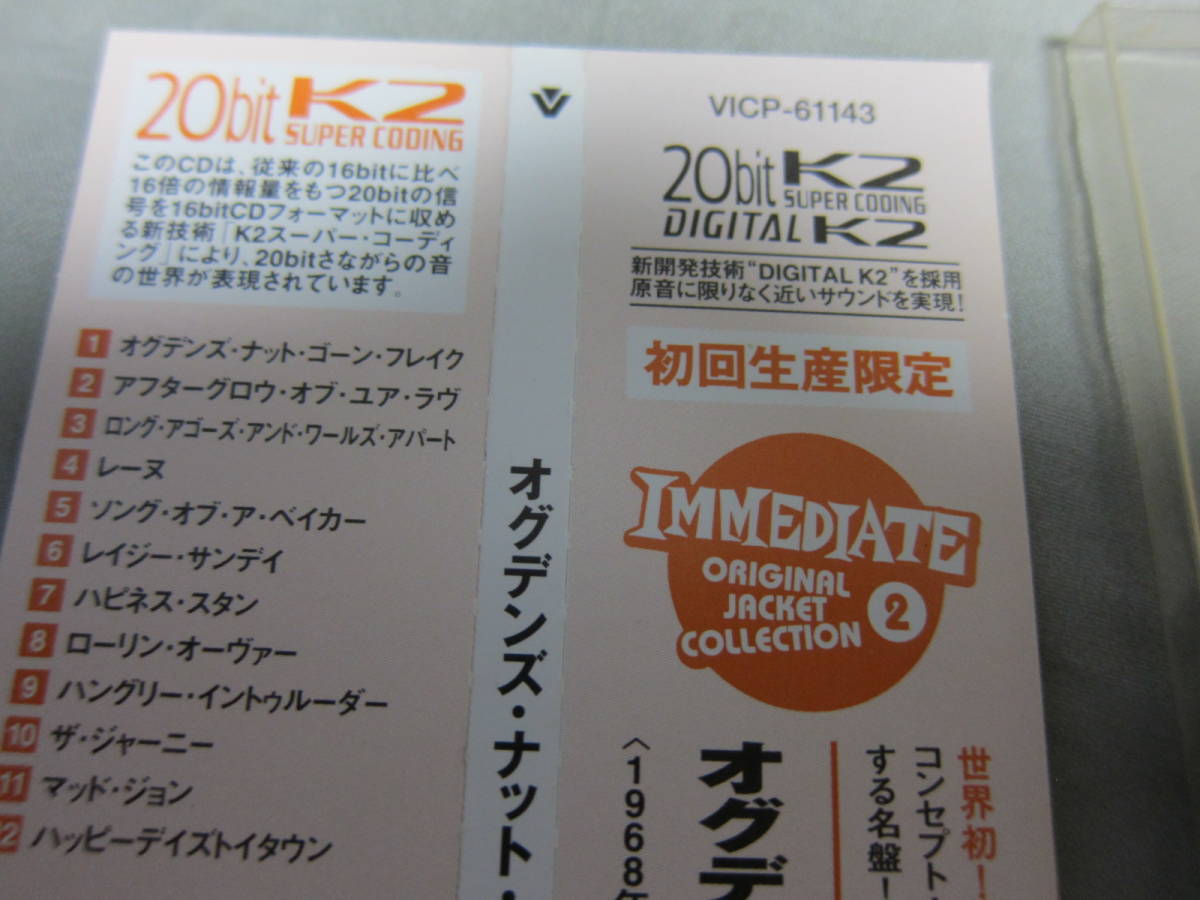 20bit K2
SUPER CODING
このCDは、従来の16bitに比べ
16倍の情報量をもつ20bitの信
号を16bitCDフォーマットに収め
る新技術「K2スーパー・コーディ
ング」により、20bitさながらの音
の世界が表現されています。
1 オグデンズ・ナット・ゴーン・フレイク
2 アフターグロウ・オブ・ユア・ラヴ
3 ロング・アゴーズ・アンド・ワールズ・アパート
4 レーヌ
5 ソング・オブ・ア・ベイカー
6 レイジー・サンデイ
7 ハピネス・スタン
8 ローリン・オーヴァー
9 ハングリー・イントゥルーダー
10 ザ・ジャーニー
11 マッド・ジョン
12 ハッピーデイズトイタウン
オグデンズ・ナット・
VICP-61143
20bit K2
SUPER CODING
DIGITAL K2
新開発技術“DIGITAL K2”を採用
原音に限りなく近いサウンドを実現!
初回生産限定
IMMEDIATE
ORIGINAL
JACKET
COLLECTION 2
世界初!
コンセプト・
する名盤!
オグデ
〈1968年